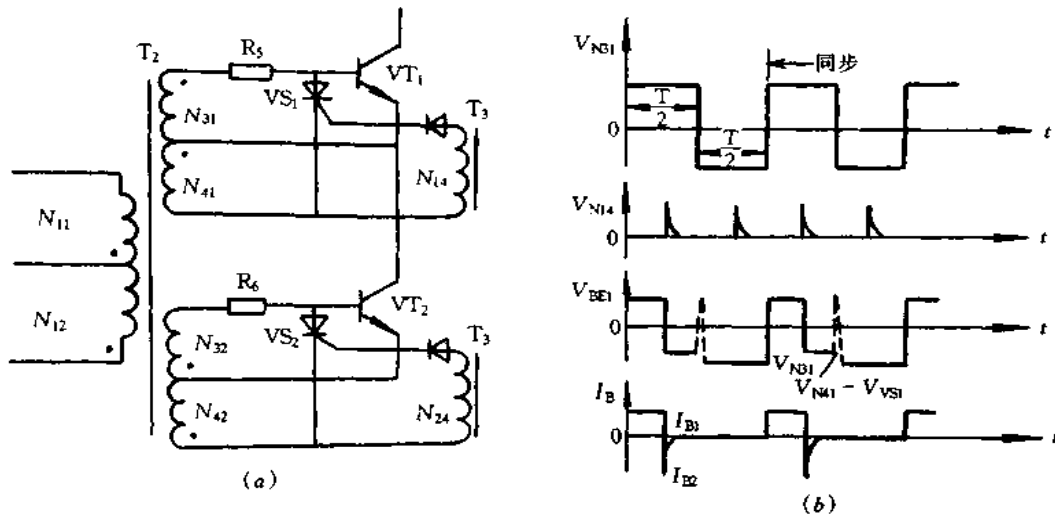 T₂
R₅
VT₁
VS₁
T₃
N₃₁
N₄₁
N₁₄
N₁₁
N₁₂
R₆
VT₂
VS₂
T₃
N₃₂
N₄₂
N₂₄
(a)
V_N31
同步
T/2
0
T/2
t
V_N14
0
t
V_BE1
0
t
V_N31
V_N41 - V_VS1
I_B
I_B1
0
t
I_B2
(b)